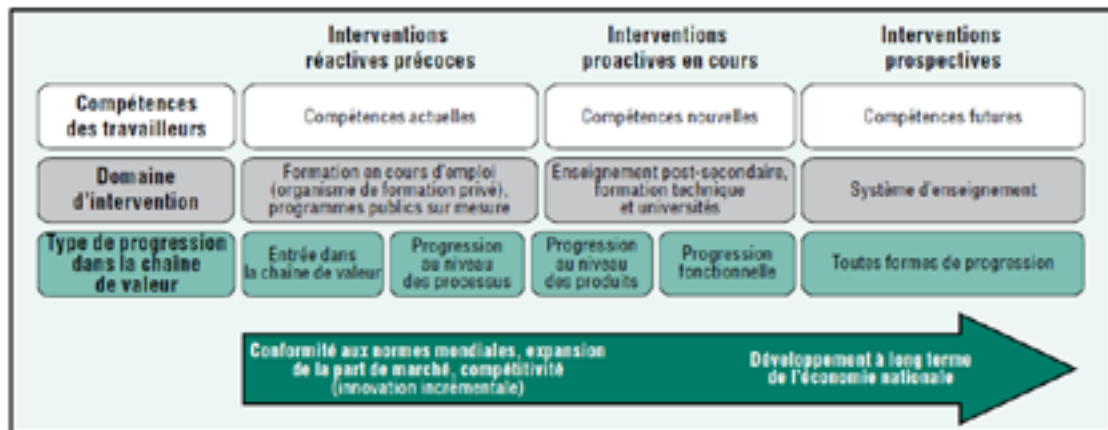 Interventions
réactives précoces
Interventions
proactives en cours
Interventions
prospectives
Compétences
des travailleurs
Compétences actuelles
Compétences nouvelles
Compétences futures
Domaine
d'intervention
Formation en cours d'emploi
(organisme de formation privé),
programmes publics sur mesure
Enseignement post-secondaire,
formation technique
et universités
Système d'enseignement
Type de progression
dans la chaîne
de valeur
Entrée dans
la chaîne de valeur
Progression
au niveau
des processus
Progression
au niveau
des produits
Progression
fonctionnelle
Toutes formes de progression
Conformité aux normes mondiales, expansion
de la part de marché, compétitivité
(innovation incrémentale)
Développement à long terme
de l'économie nationale